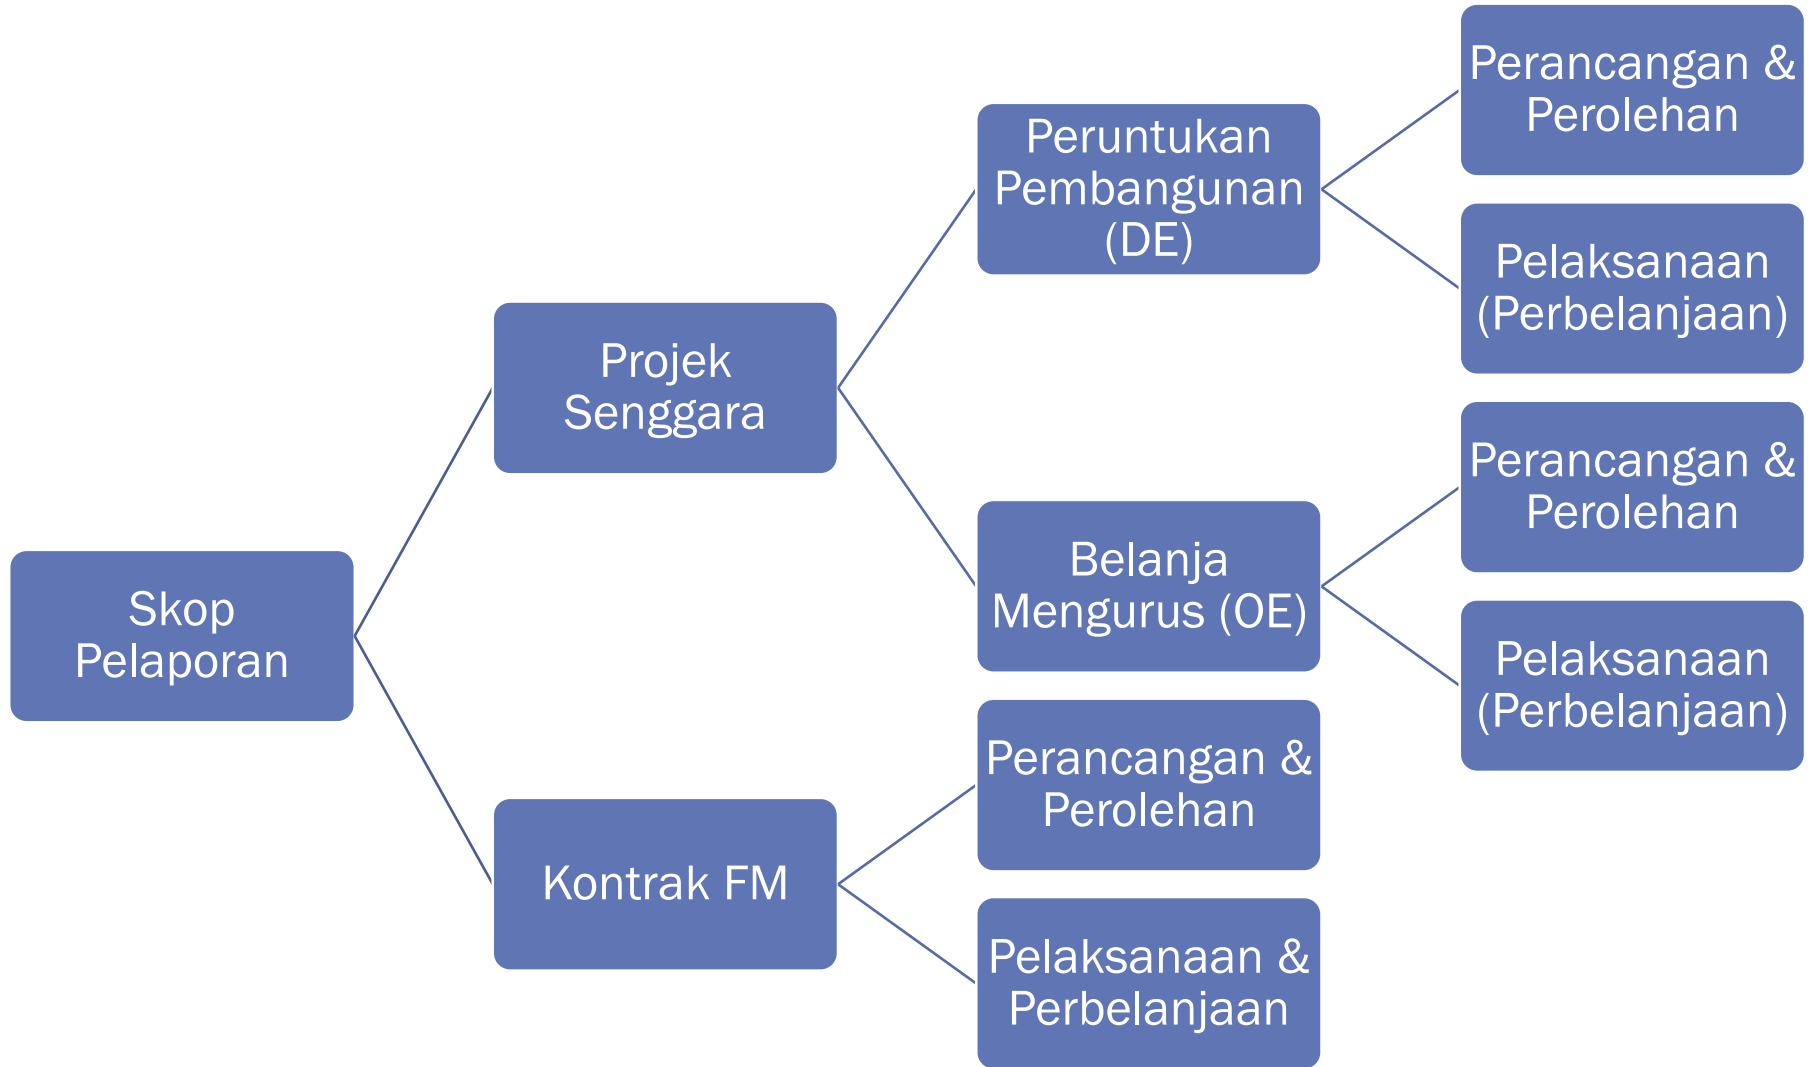 Skop
Pelaporan
Projek
Senggara
Peruntukan
Pembangunan
(DE)
Perancangan &
Perolehan
Pelaksanaan
(Perbelanjaan)
Belanja
Mengurus (OE)
Perancangan &
Perolehan
Pelaksanaan
(Perbelanjaan)
Kontrak FM
Perancangan &
Perolehan
Pelaksanaan &
Perbelanjaan